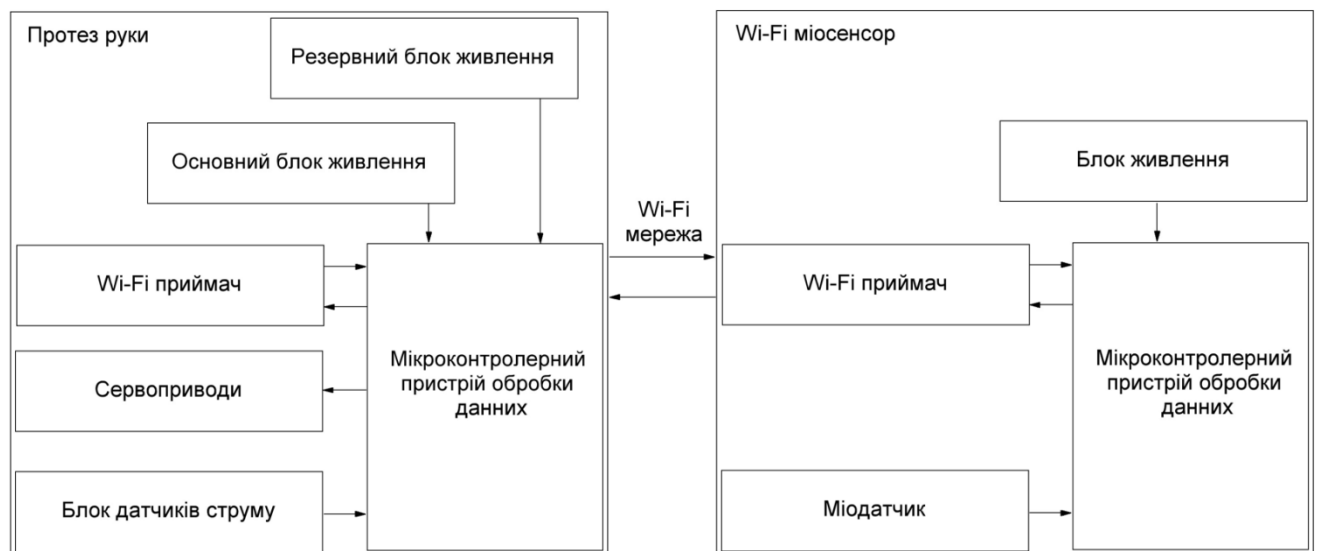 Протез руки
Резервний блок живлення
Основний блок живлення
Wi-Fi приймач
Сервоприводи
Блок датчиків струму
Мікроконтролерний
пристрій обробки
данних
Wi-Fi
мережа
Wi-Fi міосенсор
Блок живлення
Wi-Fi приймач
Мікроконтролерний
пристрій обробки
данних
Міодатчик